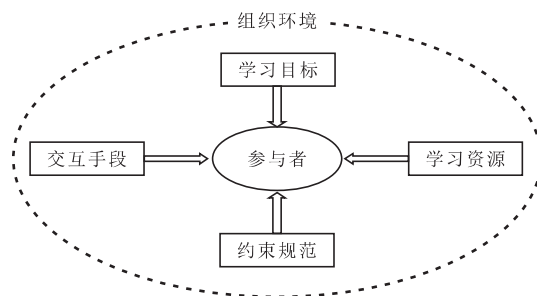 组织环境
学习目标
交互手段
参与者
学习资源
约束规范